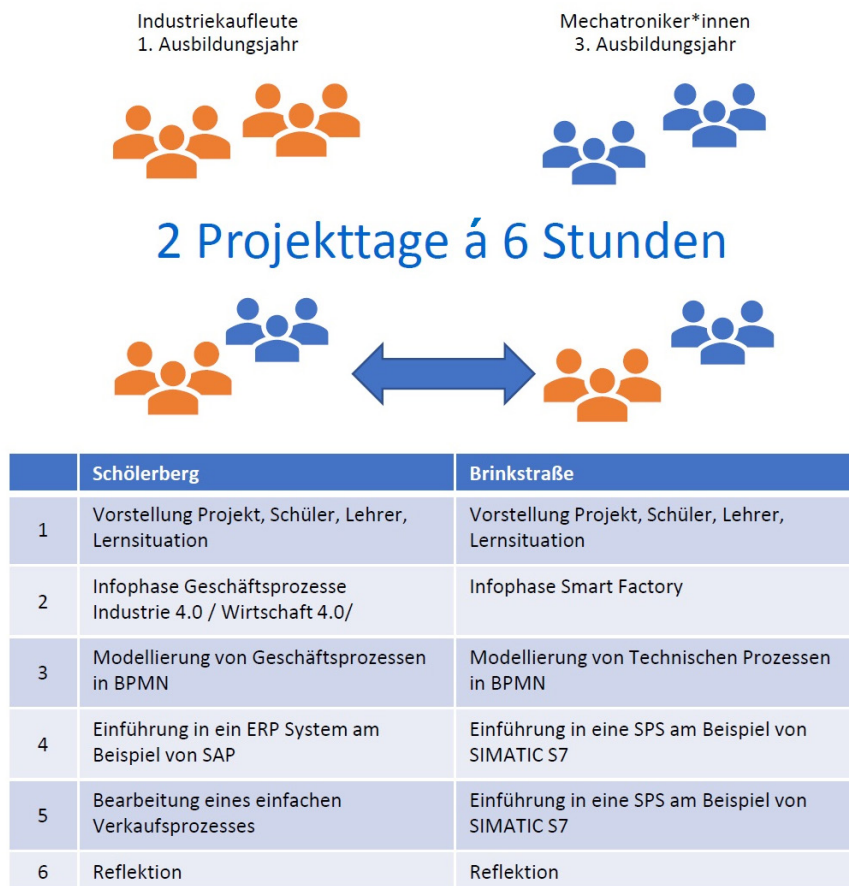 Industriekaufleute
1. Ausbildungsjahr
Mechatroniker*innen
3. Ausbildungsjahr
2 Projekttage á 6 Stunden
Schölerberg
Brinkstraße
1
Vorstellung Projekt, Schüler, Lehrer,
Lernsituation
Vorstellung Projekt, Schüler, Lehrer,
Lernsituation
2
Infophase Geschäftsprozesse
Industrie 4.0 / Wirtschaft 4.0/
Infophase Smart Factory
3
Modellierung von Geschäftsprozessen
in BPMN
Modellierung von Technischen Prozessen
in BPMN
4
Einführung in ein ERP System am
Beispiel von SAP
Einführung in eine SPS am Beispiel von
SIMATIC S7
5
Bearbeitung eines einfachen
Verkaufsprozesses
Einführung in eine SPS am Beispiel von
SIMATIC S7
6
Reflektion
Reflektion